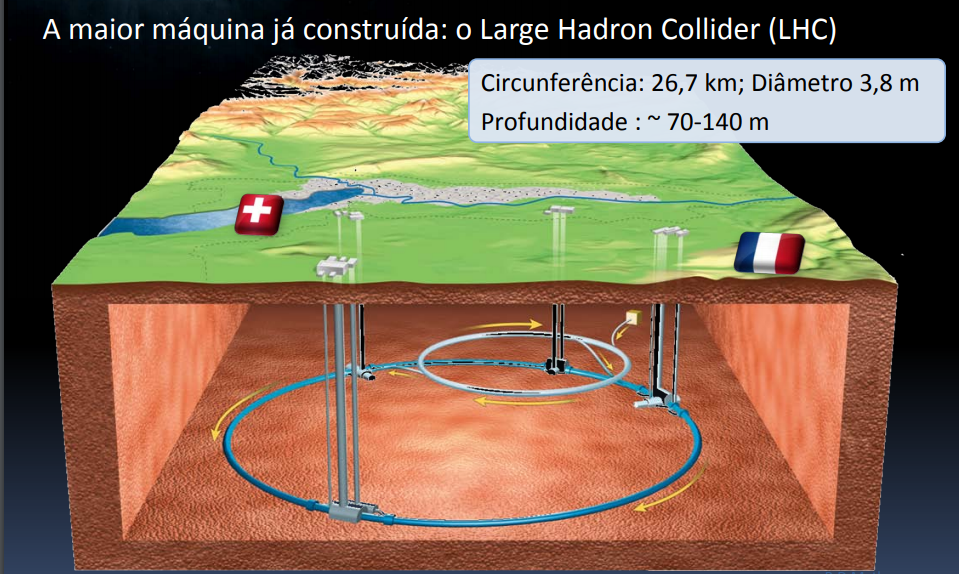 A maior máquina já construída: o Large Hadron Collider (LHC)
Circunferência: 26,7 km; Diâmetro 3,8 m
Profundidade : ~ 70-140 m